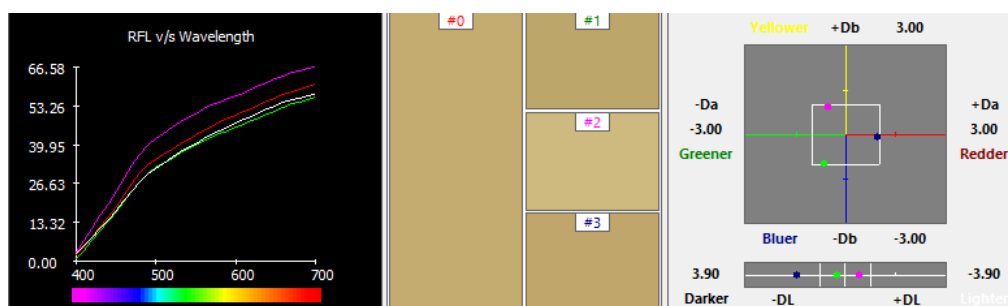 RFL v/s Wavelength
66.58
53.26
39.95
26.63
13.32
0.00
400 500 600 700
#0
#1
#2
#3
Yellower +Db 3.00
-Da
-3.00
Greener
+Da
3.00
Redder
Bluer -Db -3.00
3.90
-3.90
Darker -DL +DL Lighter